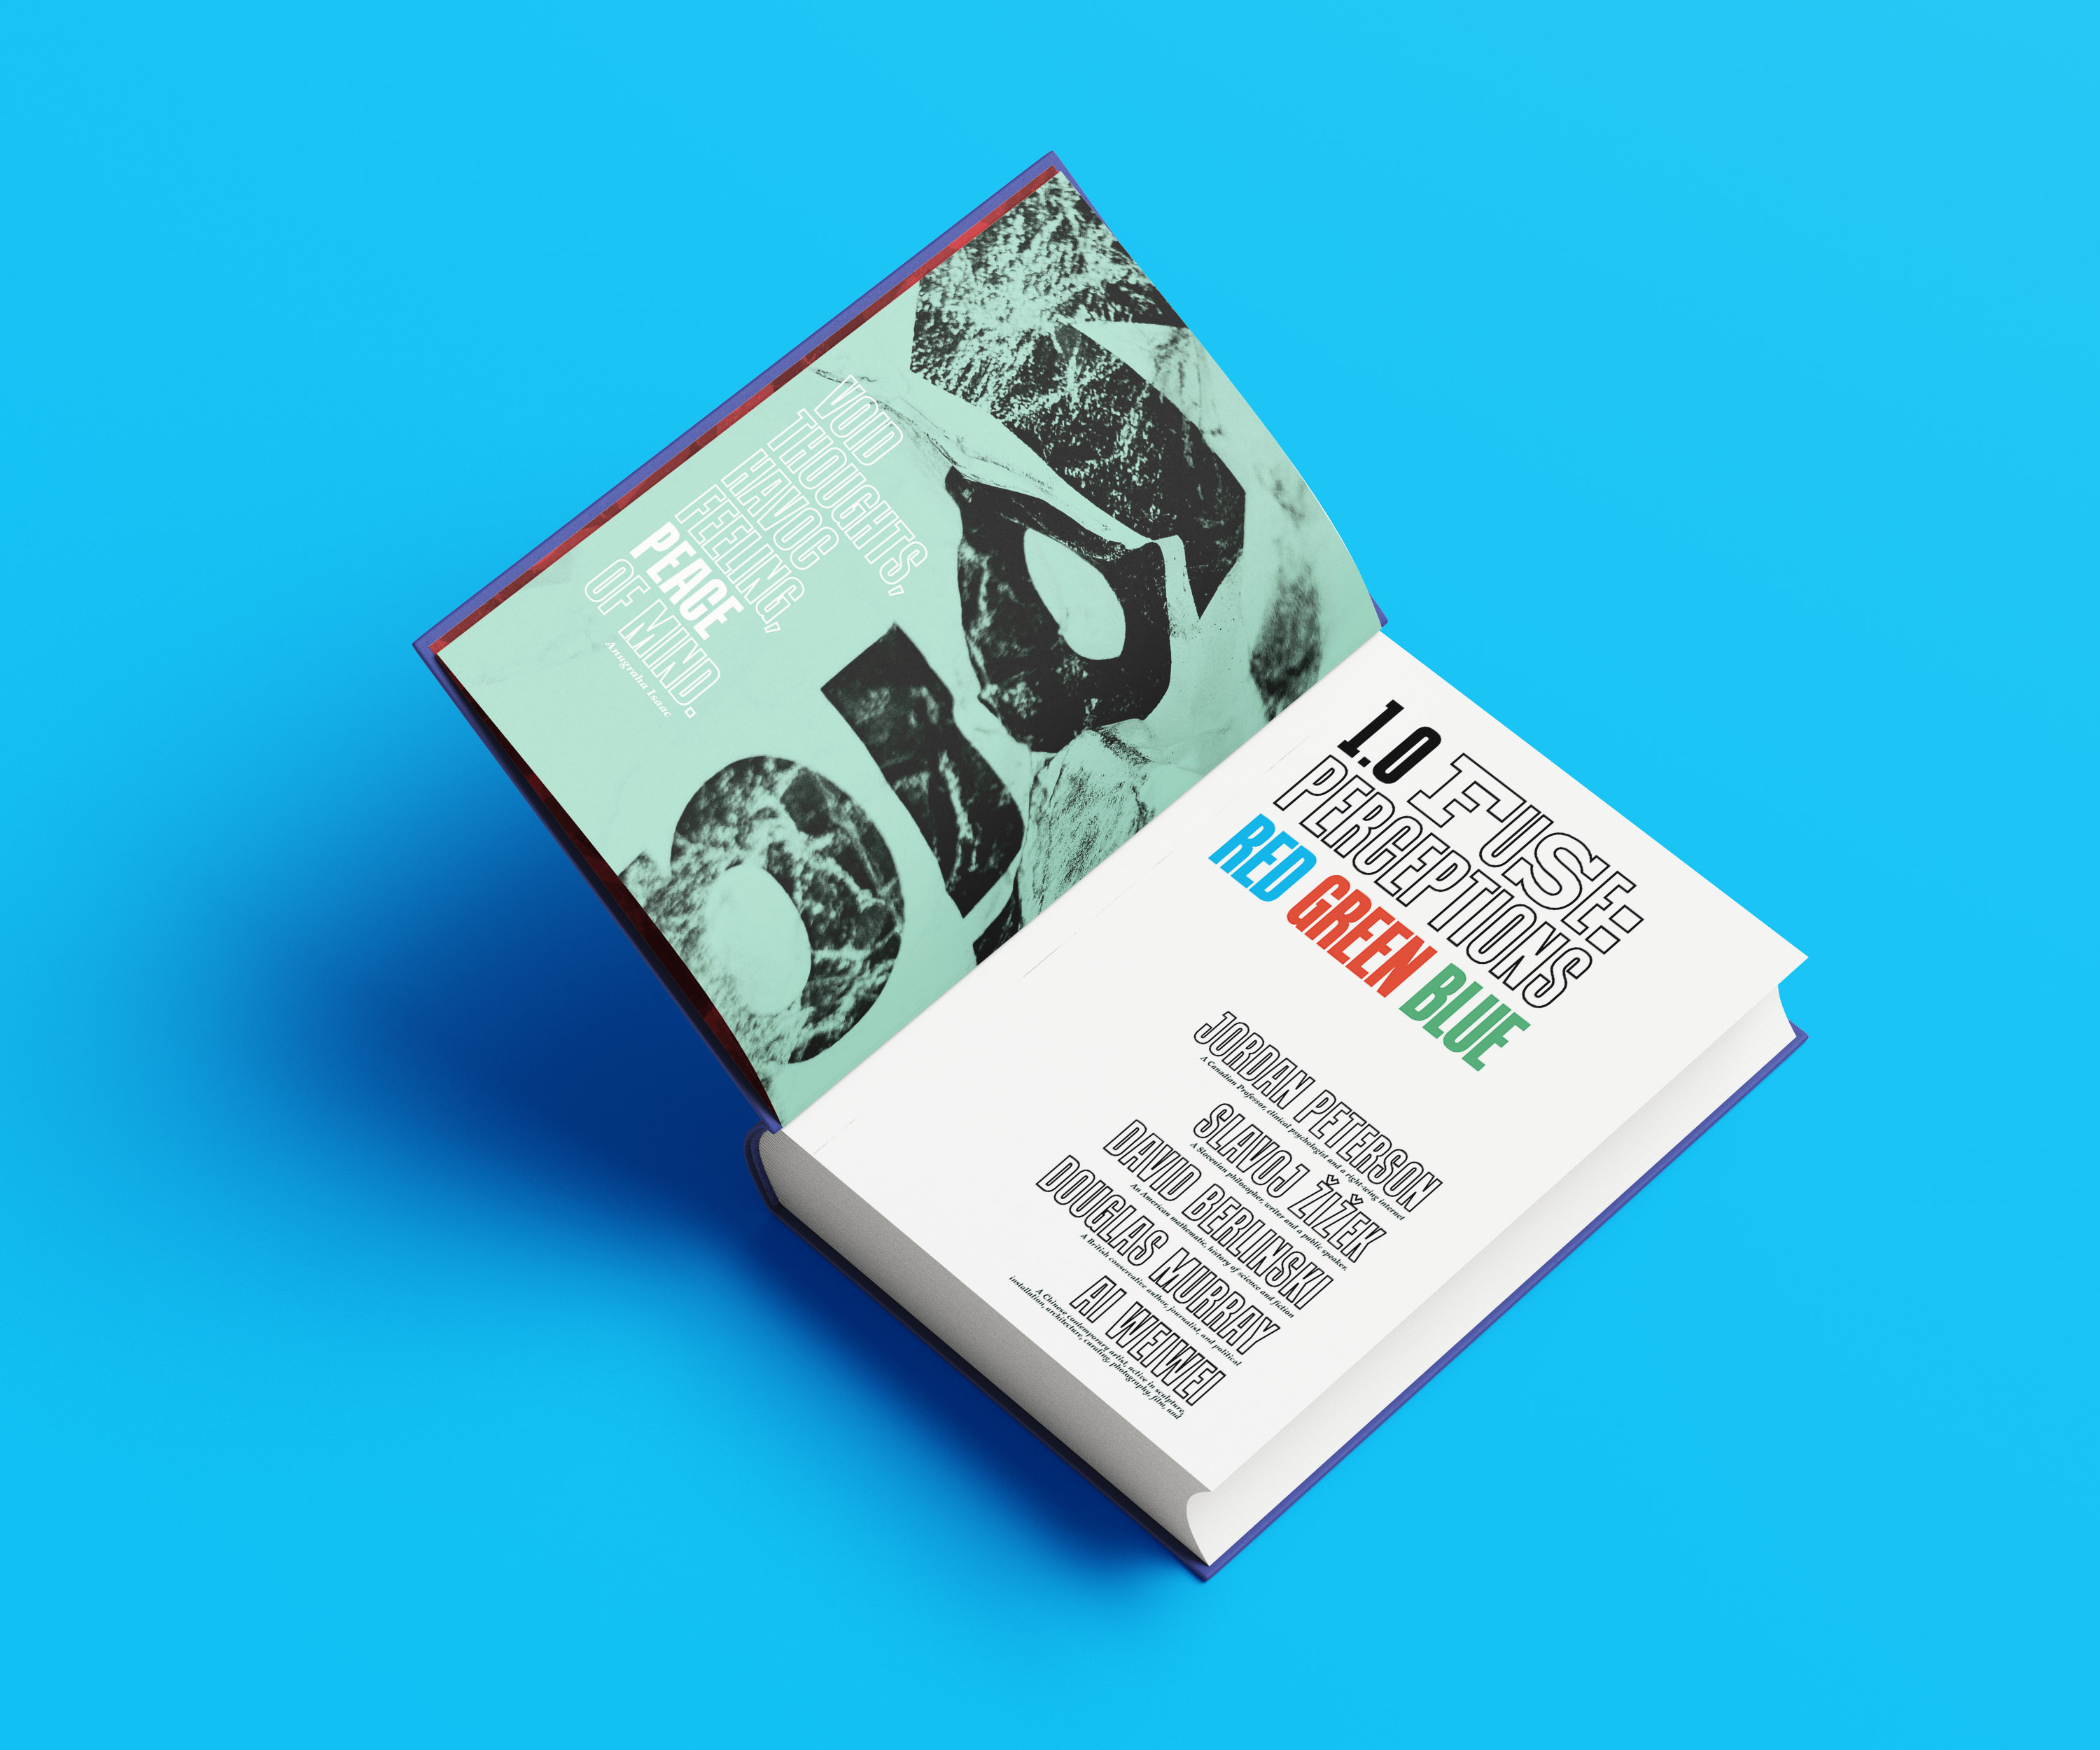 VOID
THOUGHTS,
HAVOC
FEELING,
PEACE
OF MIND.
Anugraha Isaac
1.0 FUSE:
PERCEPTIONS
RED GREEN BLUE
JORDAN PETERSON
A Canadian Professor, clinical psychologist and a right-wing internet
SLAVOJ ŽIŽEK
A Slovenian philosopher, writer and a public speaker,
DAVID BERLINSKI
An American mathematic, history of science and fiction
DOUGLAS MURRAY
A British conservative author, journalist, and political
AI WEIWEI
A Chinese contemporary artist, active in sculpture,
installation, architecture, curating, photography, film, and